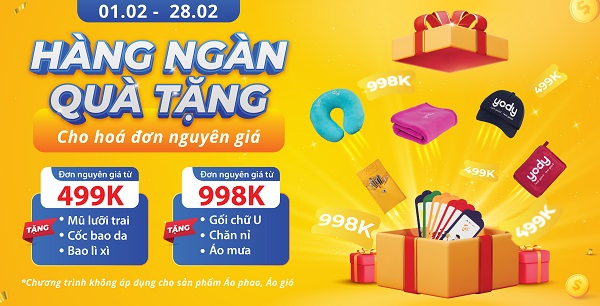 01.02 - 28.02
HÀNG NGÀN
QUÀ TẶNG
Cho hoá đơn nguyên giá
Đơn nguyên giá từ
499K
TẶNG
• Mũ lưỡi trai
• Cốc bao da
• Bao lì xì
Đơn nguyên giá từ
998K
TẶNG
• Gối chữ U
• Chăn nỉ
• Áo mưa
*Chương trình không áp dụng cho sản phẩm Áo phao, Áo gió
998K
499K
yody
499K
yody
998K
499K